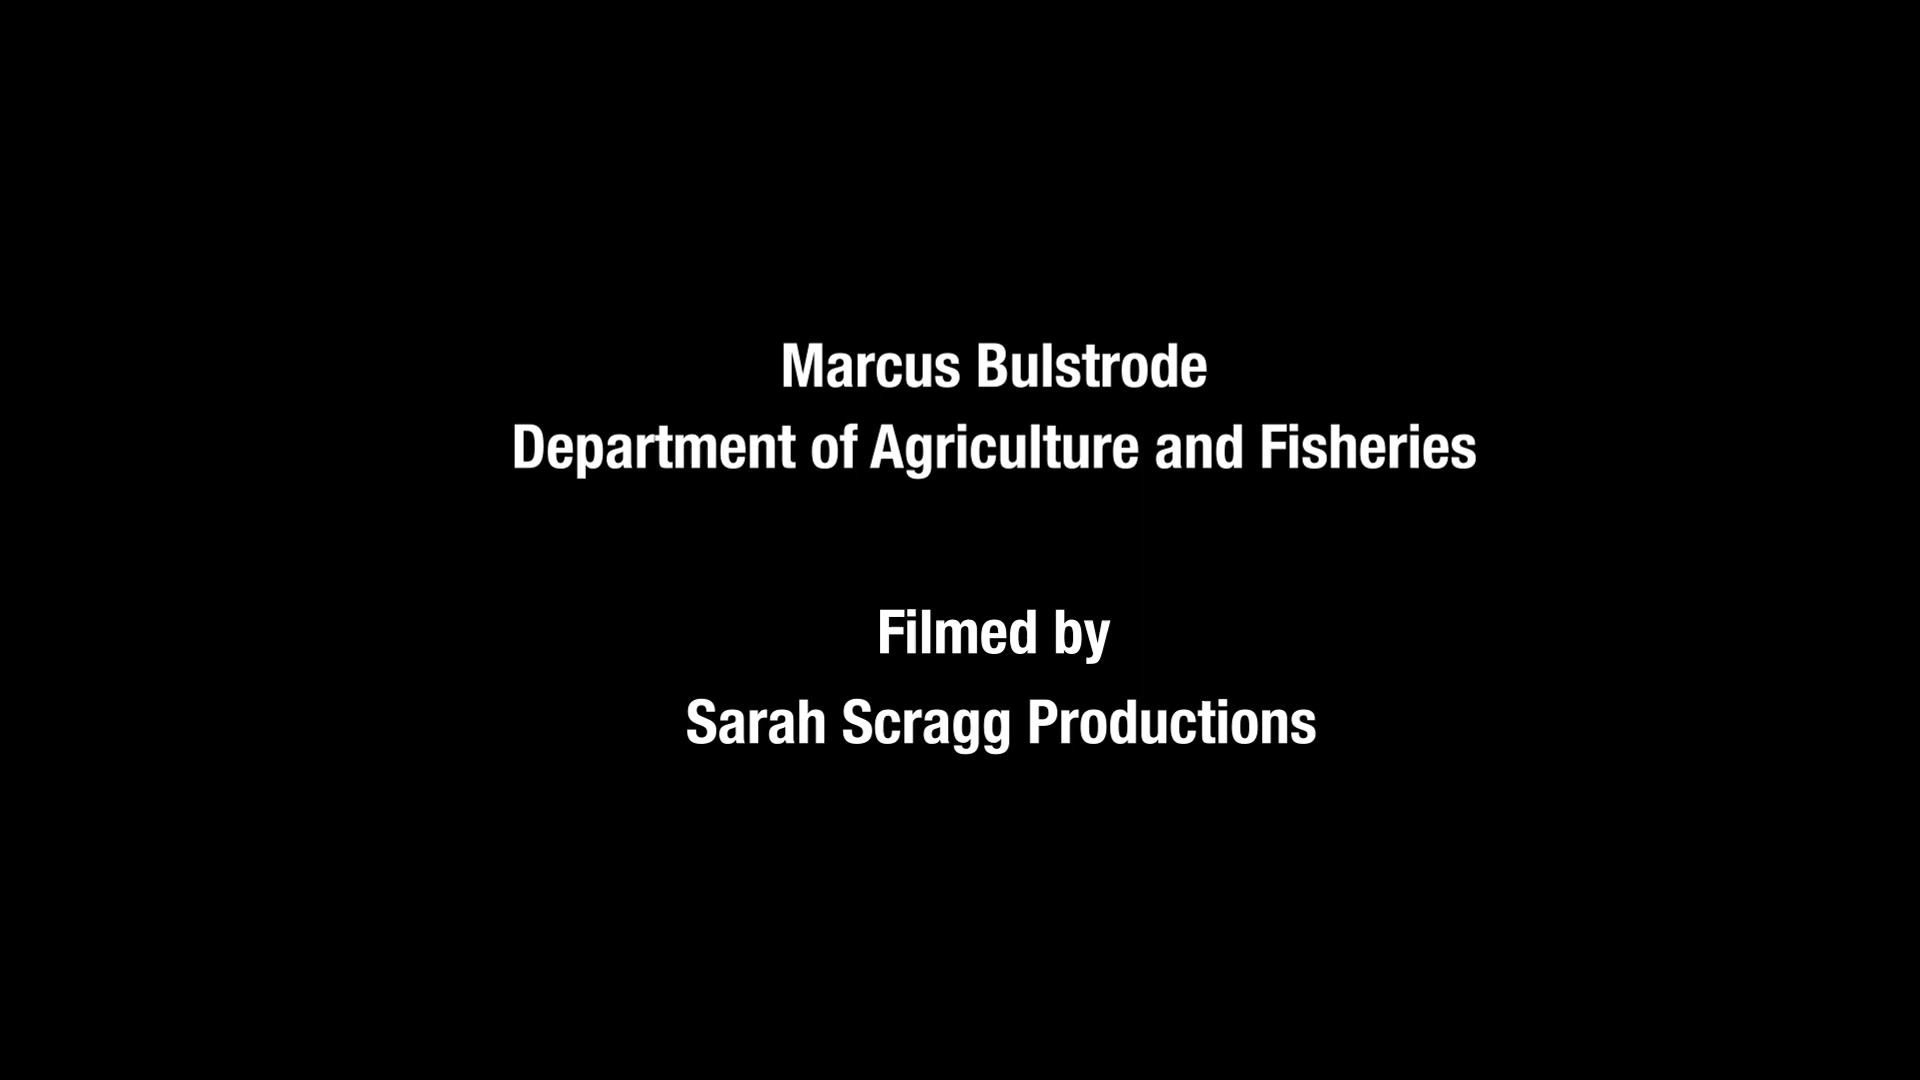 Marcus Bulstrode
Department of Agriculture and Fisheries
Filmed by
Sarah Scragg Productions